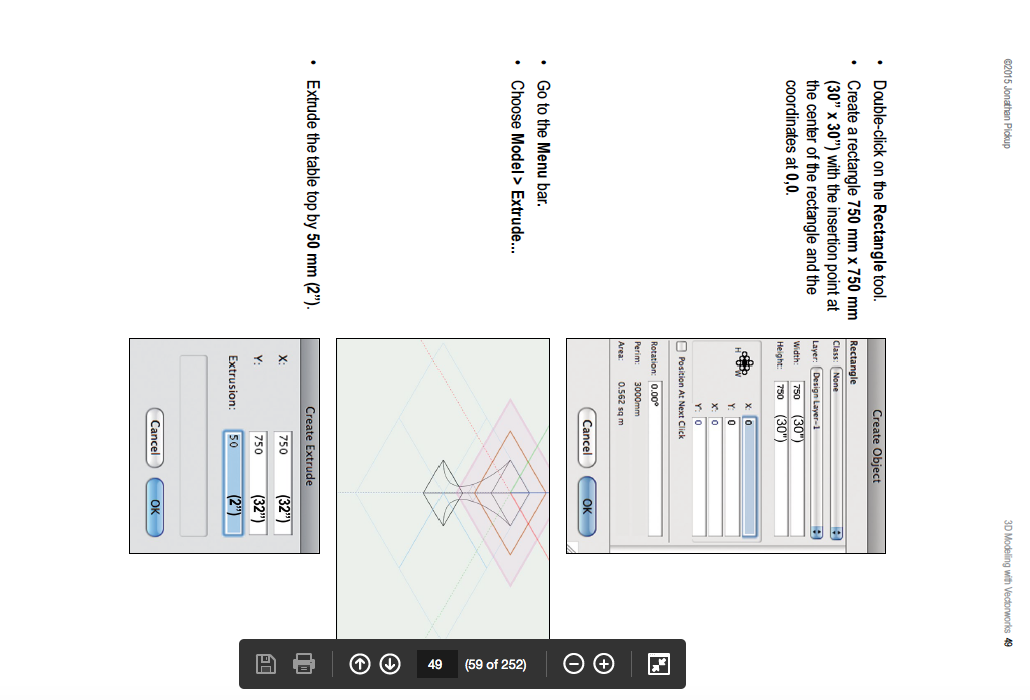 ©2015 Jonathan Pickup
3D Modeling with Vectorworks 49
• Double-click on the Rectangle tool.
• Create a rectangle 750 mm x 750 mm
(30” x 30”) with the insertion point at
the center of the rectangle and the
coordinates at 0,0.
Create Object
Rectangle
Class: None
Layer: Design Layer-1
Width: 750 (30")
Height: 750 (30")
H
W
X: 0
Y: 0
X": 0
Y": 0
Position At Next Click
Rotation: 0.00°
Perim: 3000mm
Area: 0.562 sq m
Cancel OK
• Go to the Menu bar.
• Choose Model > Extrude...
• Extrude the table top by 50 mm (2”).
Create Extrude
X: 750 (32")
Y: 750 (32")
Extrusion: 50 (2")
Cancel OK
49 (59 of 252)